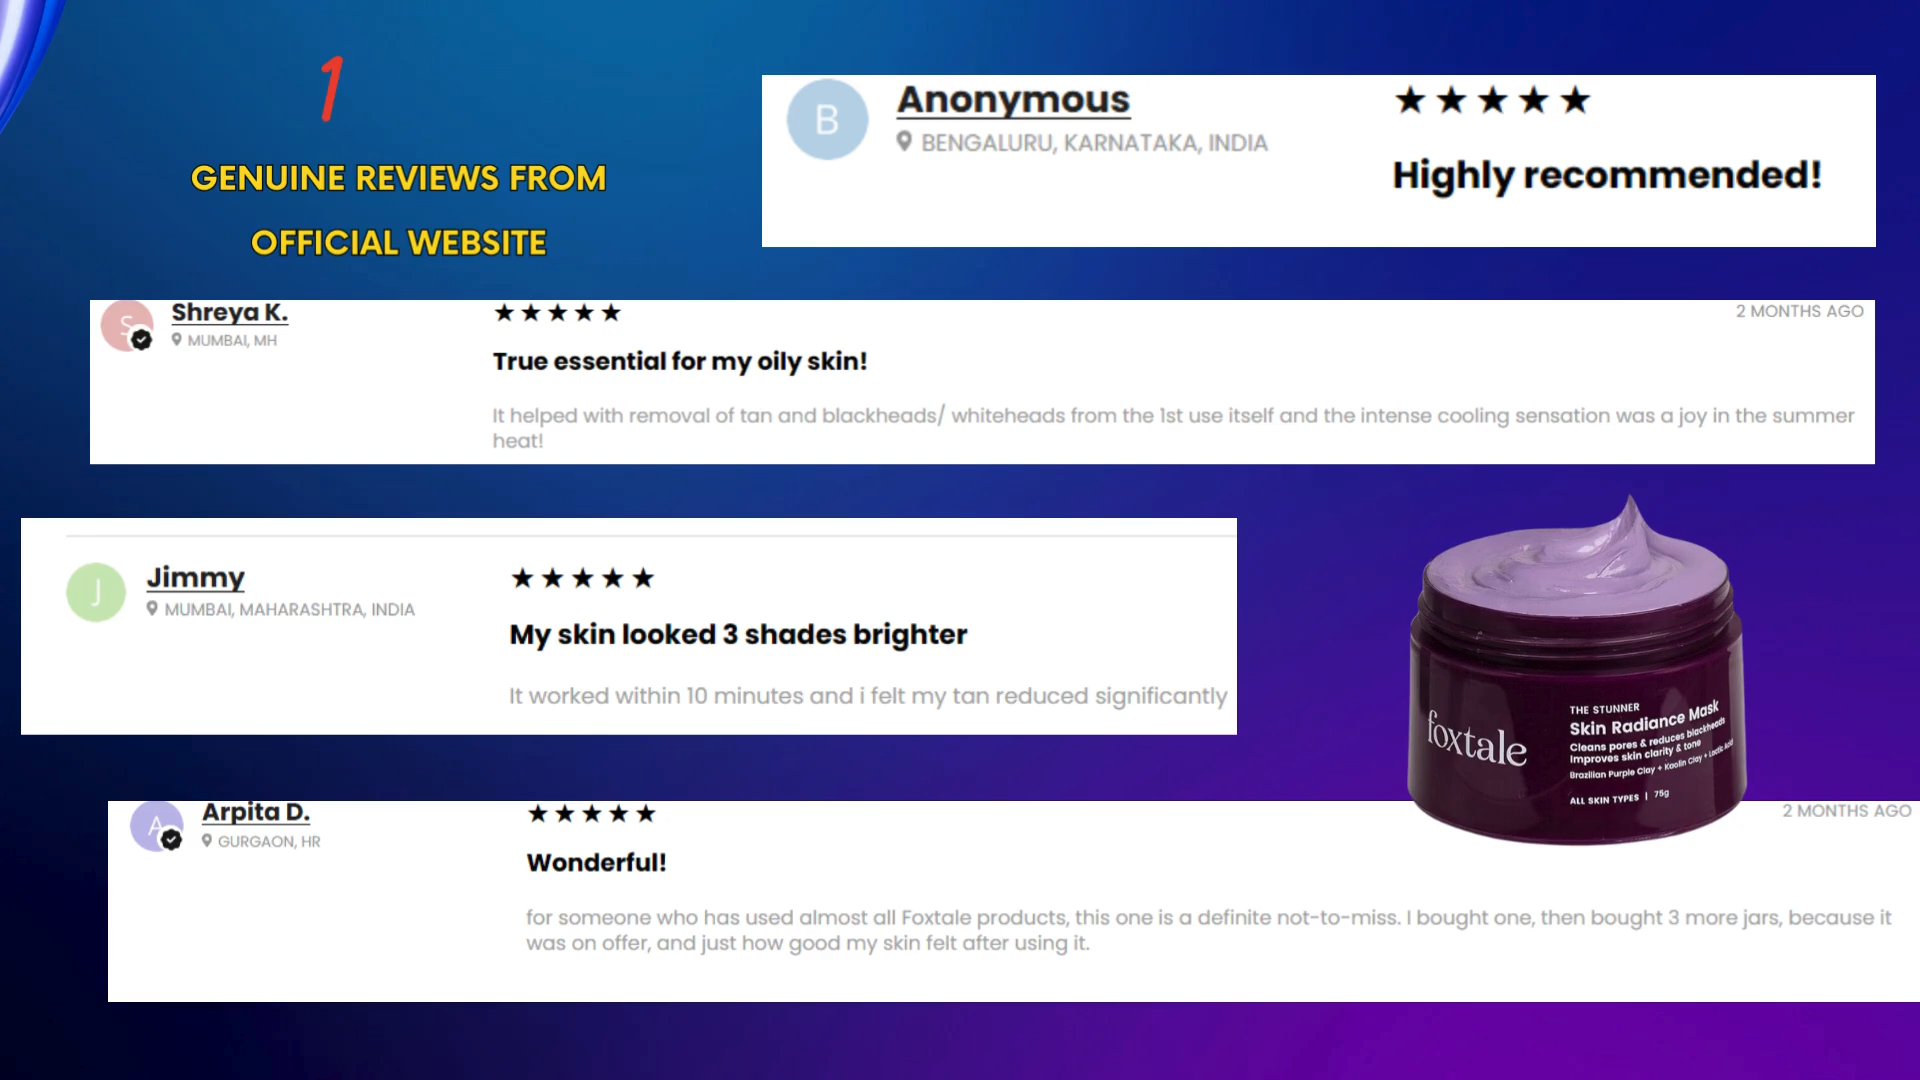 1
GENUINE REVIEWS FROM
OFFICIAL WEBSITE
B
Anonymous
BENGALURU, KARNATAKA, INDIA
★★★★★
Highly recommended!
S
Shreya K.
MUMBAI, MH
★★★★★
2 MONTHS AGO
True essential for my oily skin!
It helped with removal of tan and blackheads/ whiteheads from the 1st use itself and the intense cooling sensation was a joy in the summer
heat!
J
Jimmy
MUMBAI, MAHARASHTRA, INDIA
★★★★★
My skin looked 3 shades brighter
It worked within 10 minutes and i felt my tan reduced significantly
foxtale
THE STUNNER
Skin Radiance Mask
Cleans pores & reduces blackheads
Improves skin clarity & tone
Brazilian Purple Clay + Kaolin Clay + Lactic Acid
ALL SKIN TYPES | 75g
A
Arpita D.
GURGAON, HR
★★★★★
2 MONTHS AGO
Wonderful!
for someone who has used almost all Foxtale products, this one is a definite not-to-miss. I bought one, then bought 3 more jars, because it
was on offer, and just how good my skin felt after using it.